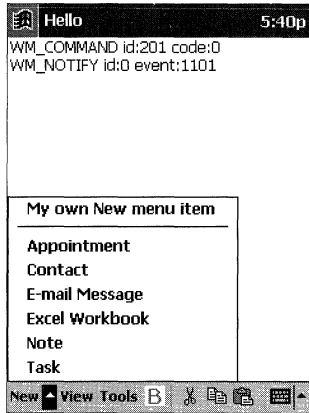 Hello 5:40p
WM_COMMAND id:201 code:0
WM_NOTIFY id:0 event:1101
My own New menu item
Appointment
Contact
E-mail Message
Excel Workbook
Note
Task
New View Tools B